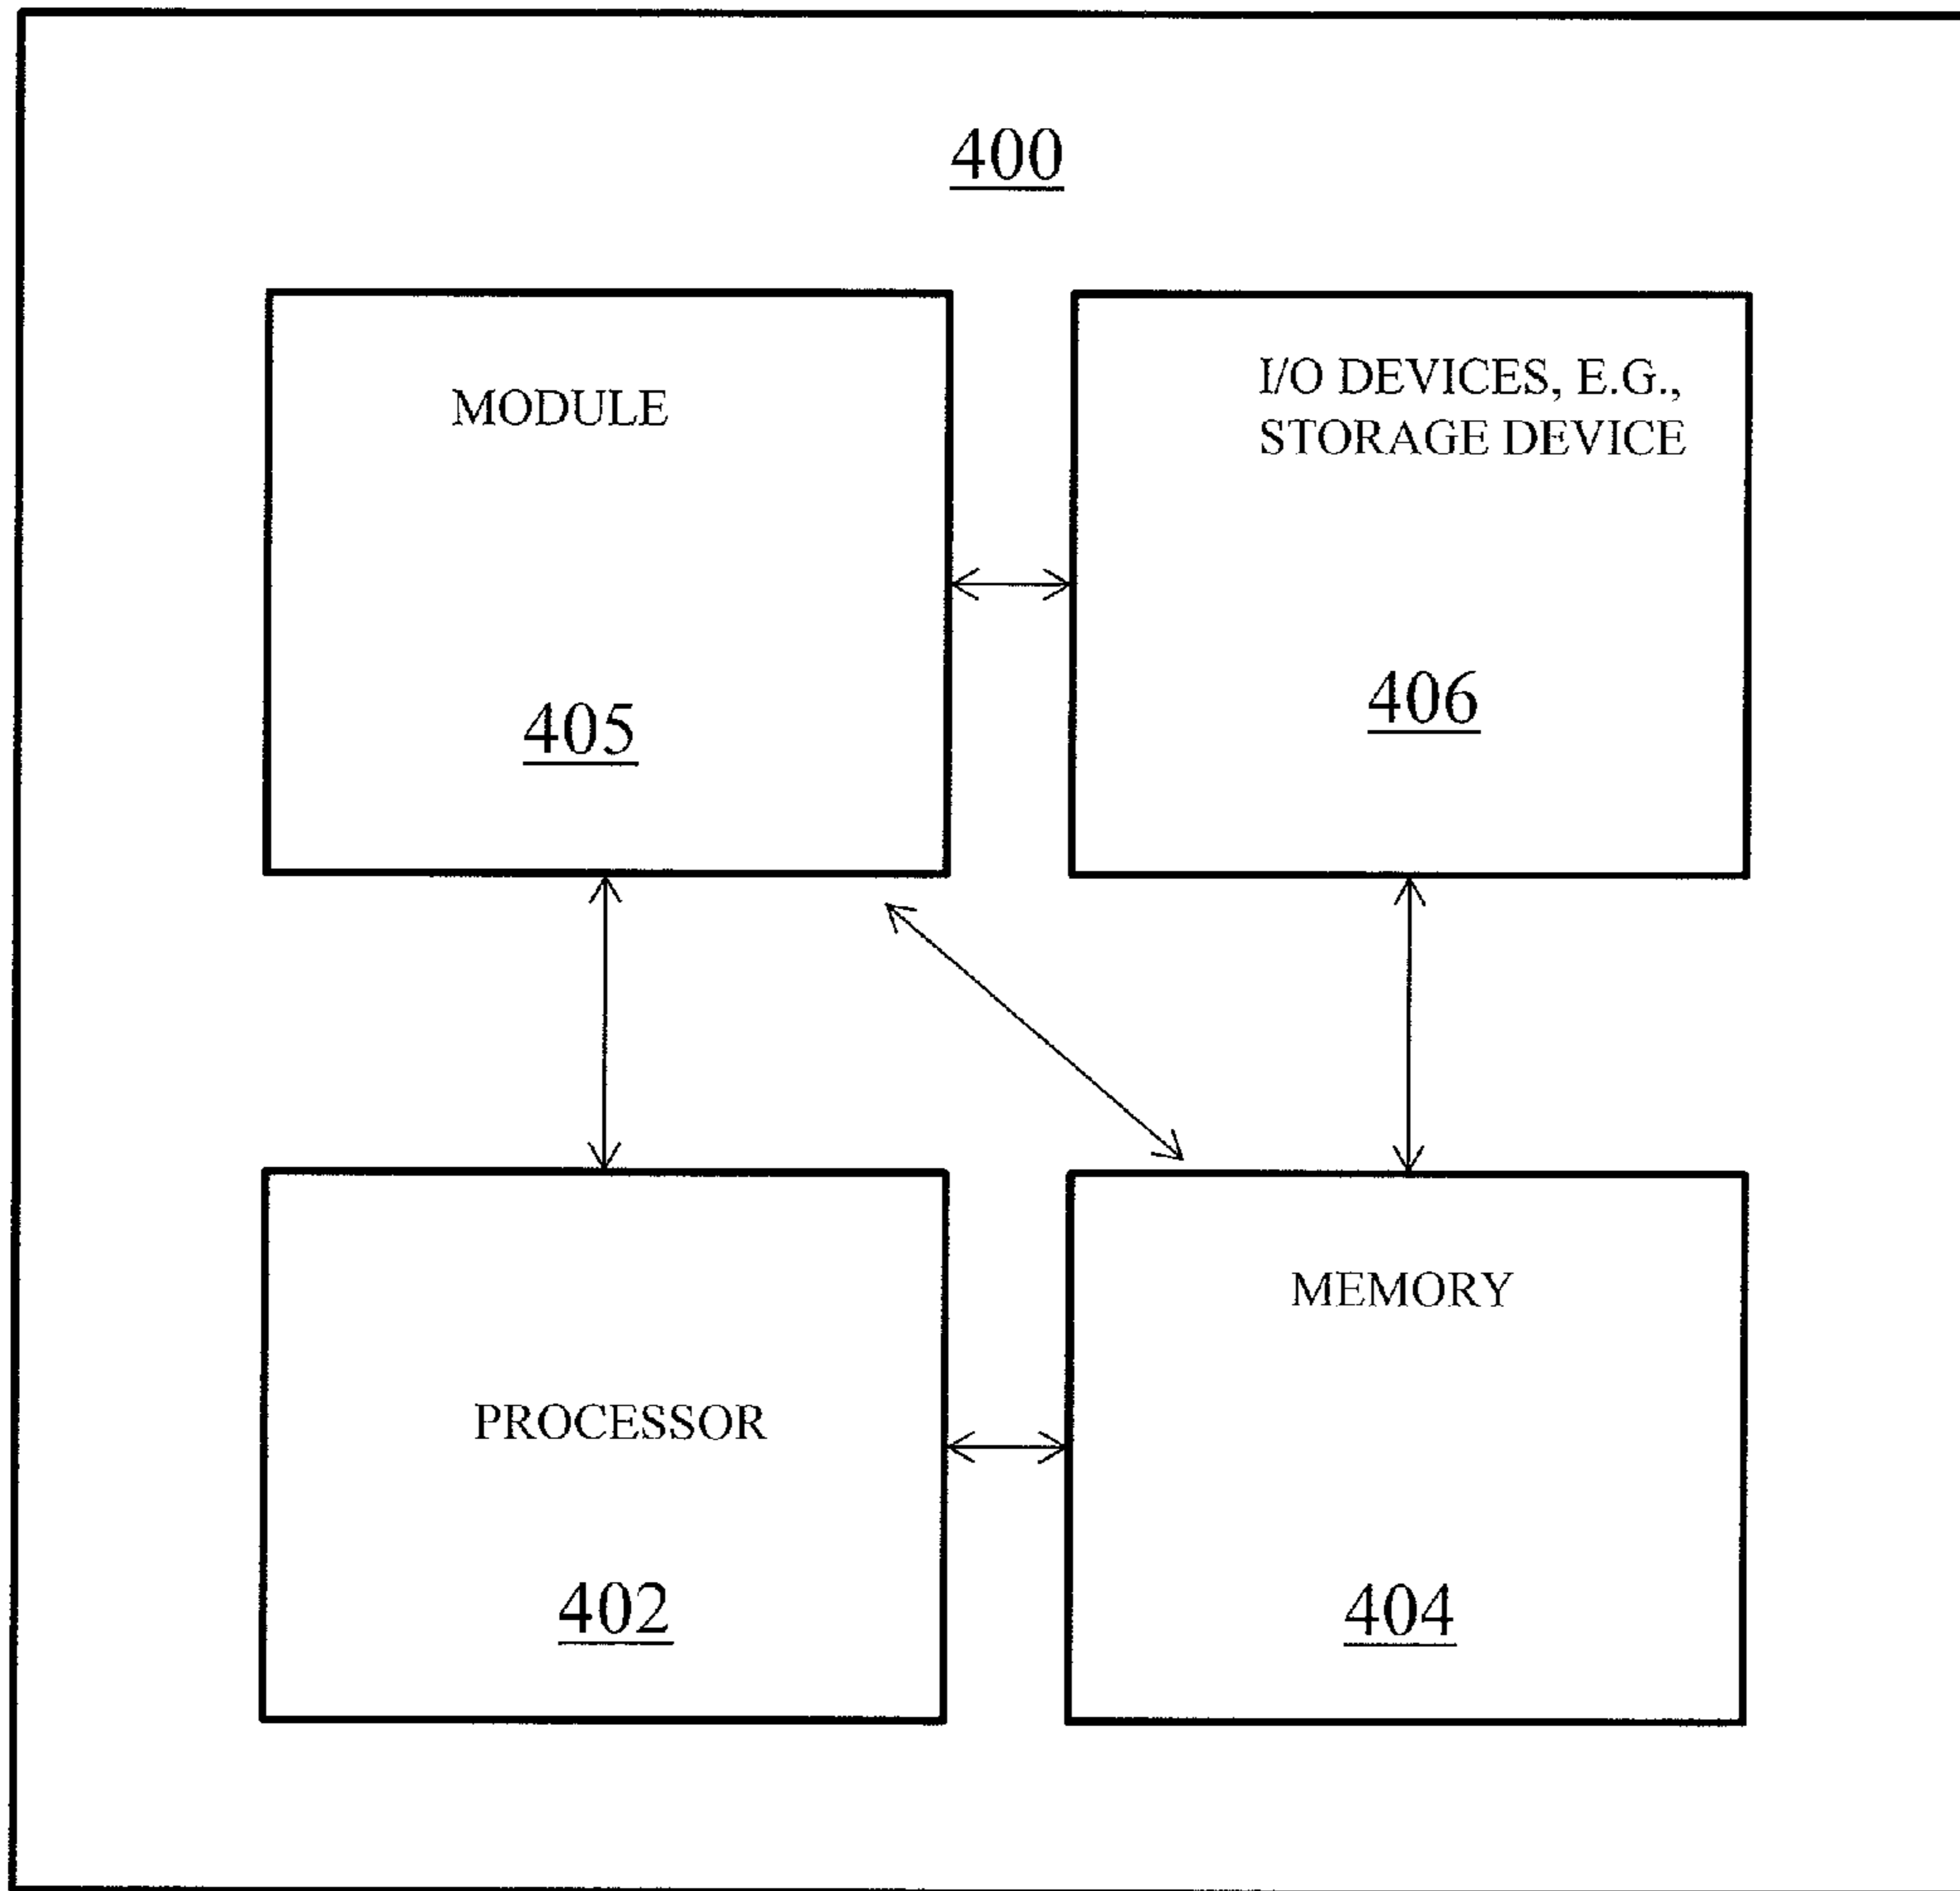 400
MODULE
405
I/O DEVICES, E.G.,
STORAGE DEVICE
406
PROCESSOR
402
MEMORY
404